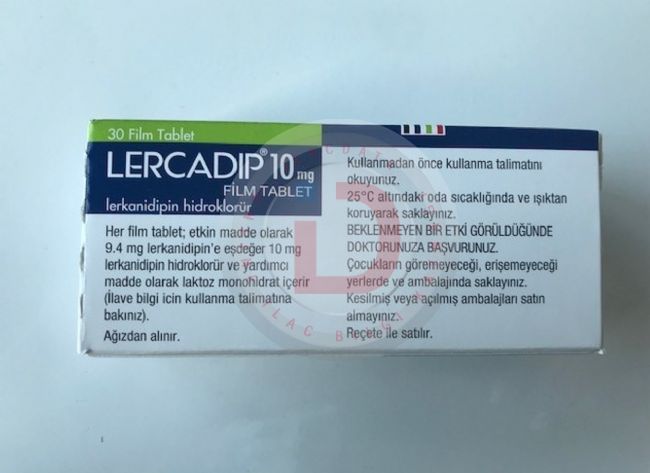 30 Film Tablet
LERCADIP® 10 mg
FİLM TABLET
lerkanidipin hidroklorür
Her film tablet; etkin madde olarak
9.4 mg lerkanidipin'e eşdeğer 10 mg
lerkanidipin hidroklorür ve yardımcı
madde olarak laktoz monohidrat içerir
(İlave bilgi için kullanma talimatına
bakınız).
Ağızdan alınır.
Kullanmadan önce kullanma talimatını
okuyunuz.
25°C altındaki oda sıcaklığında ve ışıktan
koruyarak saklayınız.
BEKLENMEYEN BİR ETKİ GÖRÜLDÜĞÜNDE
DOKTORUNUZA BAŞVURUNUZ.
Çocukların göremeyeceği, erişemeyeceği
yerlerde ve ambalajında saklayınız.
Kesilmiş veya açılmış ambalajları satın
almayınız.
Reçete ile satılır.